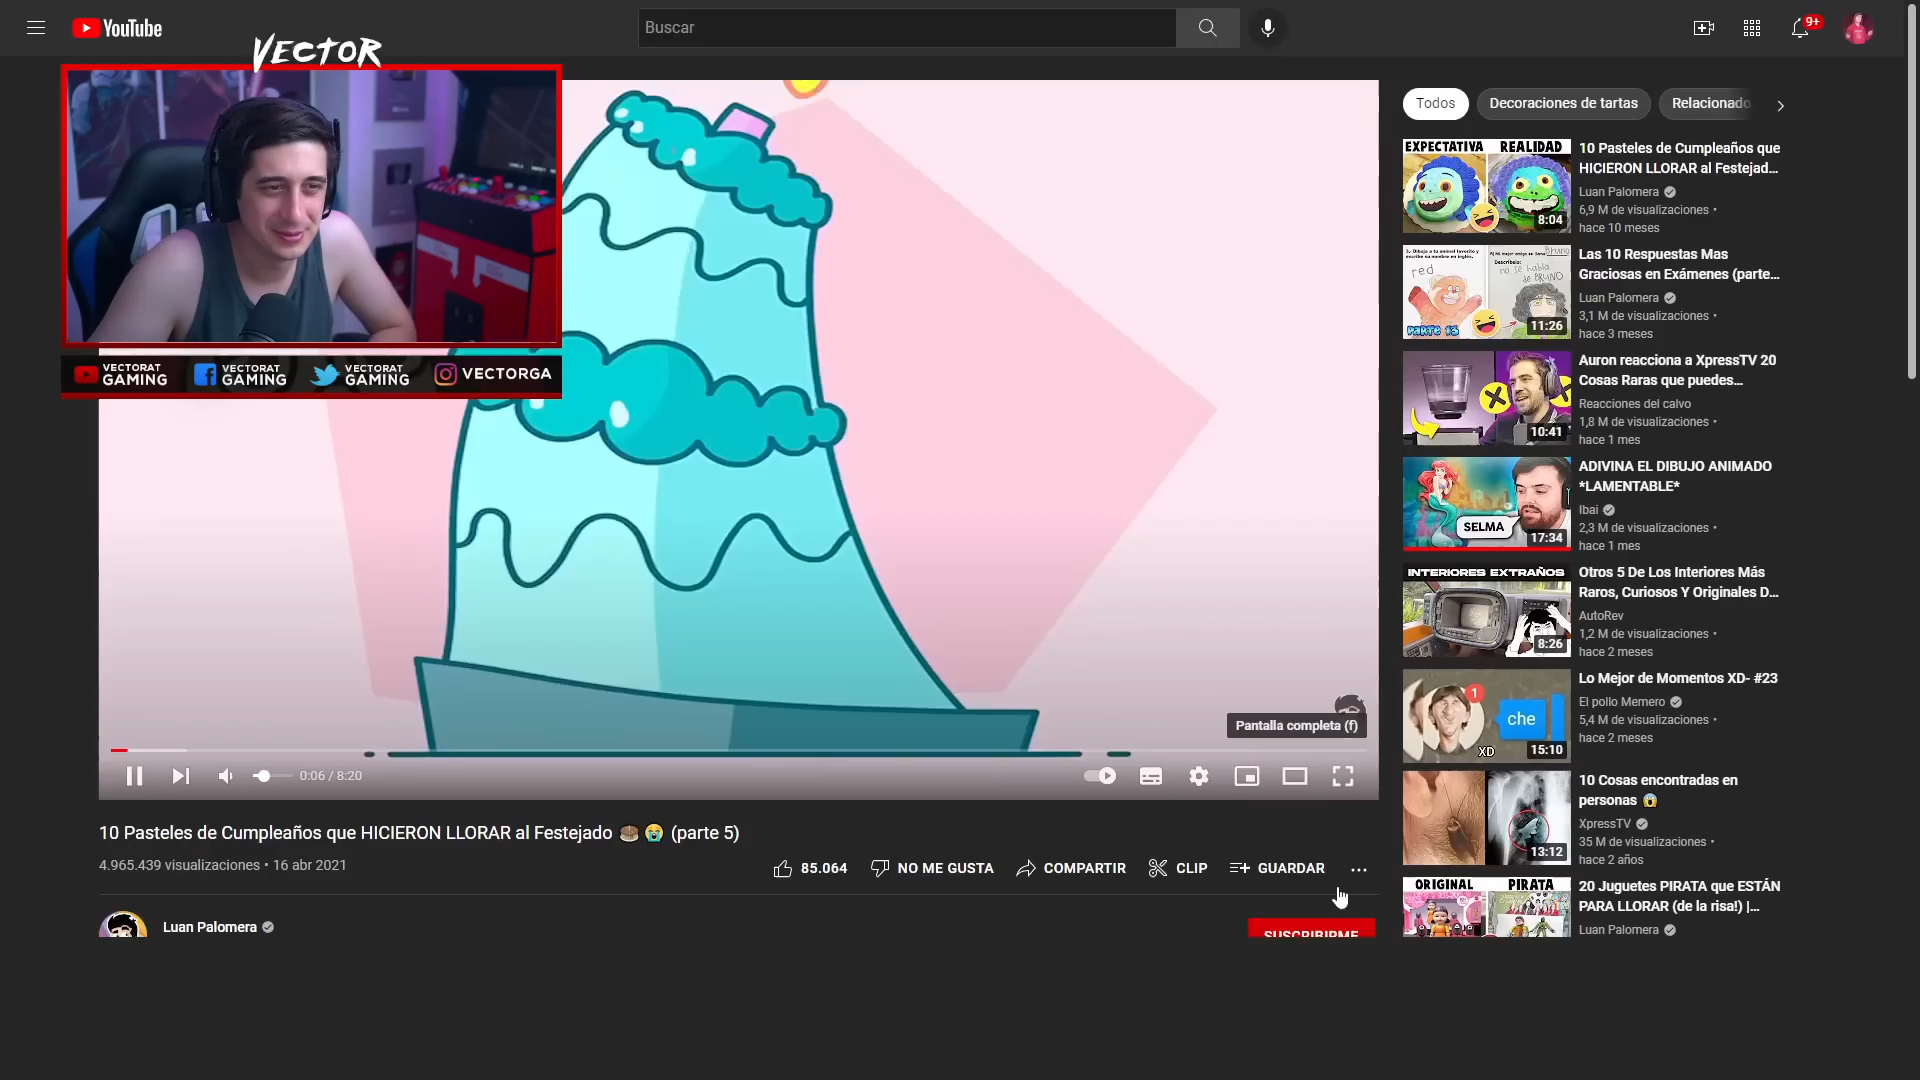 YouTube
Buscar
9+
VECTOR
VECTORAT GAMING
VECTORAT GAMING
VECTORAT GAMING
VECTORGA
Pantalla completa (f)
0:06 / 8:20
10 Pasteles de Cumpleaños que HICIERON LLORAR al Festejado 🎂 😭 (parte 5)
4.965.439 visualizaciones • 16 abr 2021
85.064
NO ME GUSTA
COMPARTIR
CLIP
GUARDAR
Luan Palomera
SUSCRIBIRME
Todos
Decoraciones de tartas
Relacionado
EXPECTATIVA REALIDAD
8:04
10 Pasteles de Cumpleaños que
HICIERON LLORAR al Festejad...
Luan Palomera
6,9 M de visualizaciones •
hace 10 meses
red
no se habla
de BRUNO
PARTE 13
11:26
Las 10 Respuestas Mas
Graciosas en Exámenes (parte...
Luan Palomera
3,1 M de visualizaciones •
hace 3 meses
10:41
Auron reacciona a XpressTV 20
Cosas Raras que puedes...
Reacciones del calvo
1,8 M de visualizaciones •
hace 1 mes
SELMA
17:34
ADIVINA EL DIBUJO ANIMADO
*LAMENTABLE*
Ibai
2,3 M de visualizaciones •
hace 1 mes
INTERIORES EXTRAÑOS
8:26
Otros 5 De Los Interiores Más
Raros, Curiosos Y Originales D...
AutoRev
1,2 M de visualizaciones •
hace 2 meses
1
che
XD
15:10
Lo Mejor de Momentos XD- #23
El pollo Memero
5,4 M de visualizaciones •
hace 2 meses
13:12
10 Cosas encontradas en
personas 😱
XpressTV
35 M de visualizaciones •
hace 2 años
ORIGINAL PIRATA
20 Juguetes PIRATA que ESTÁN
PARA LLORAR (de la risa!) |...
Luan Palomera